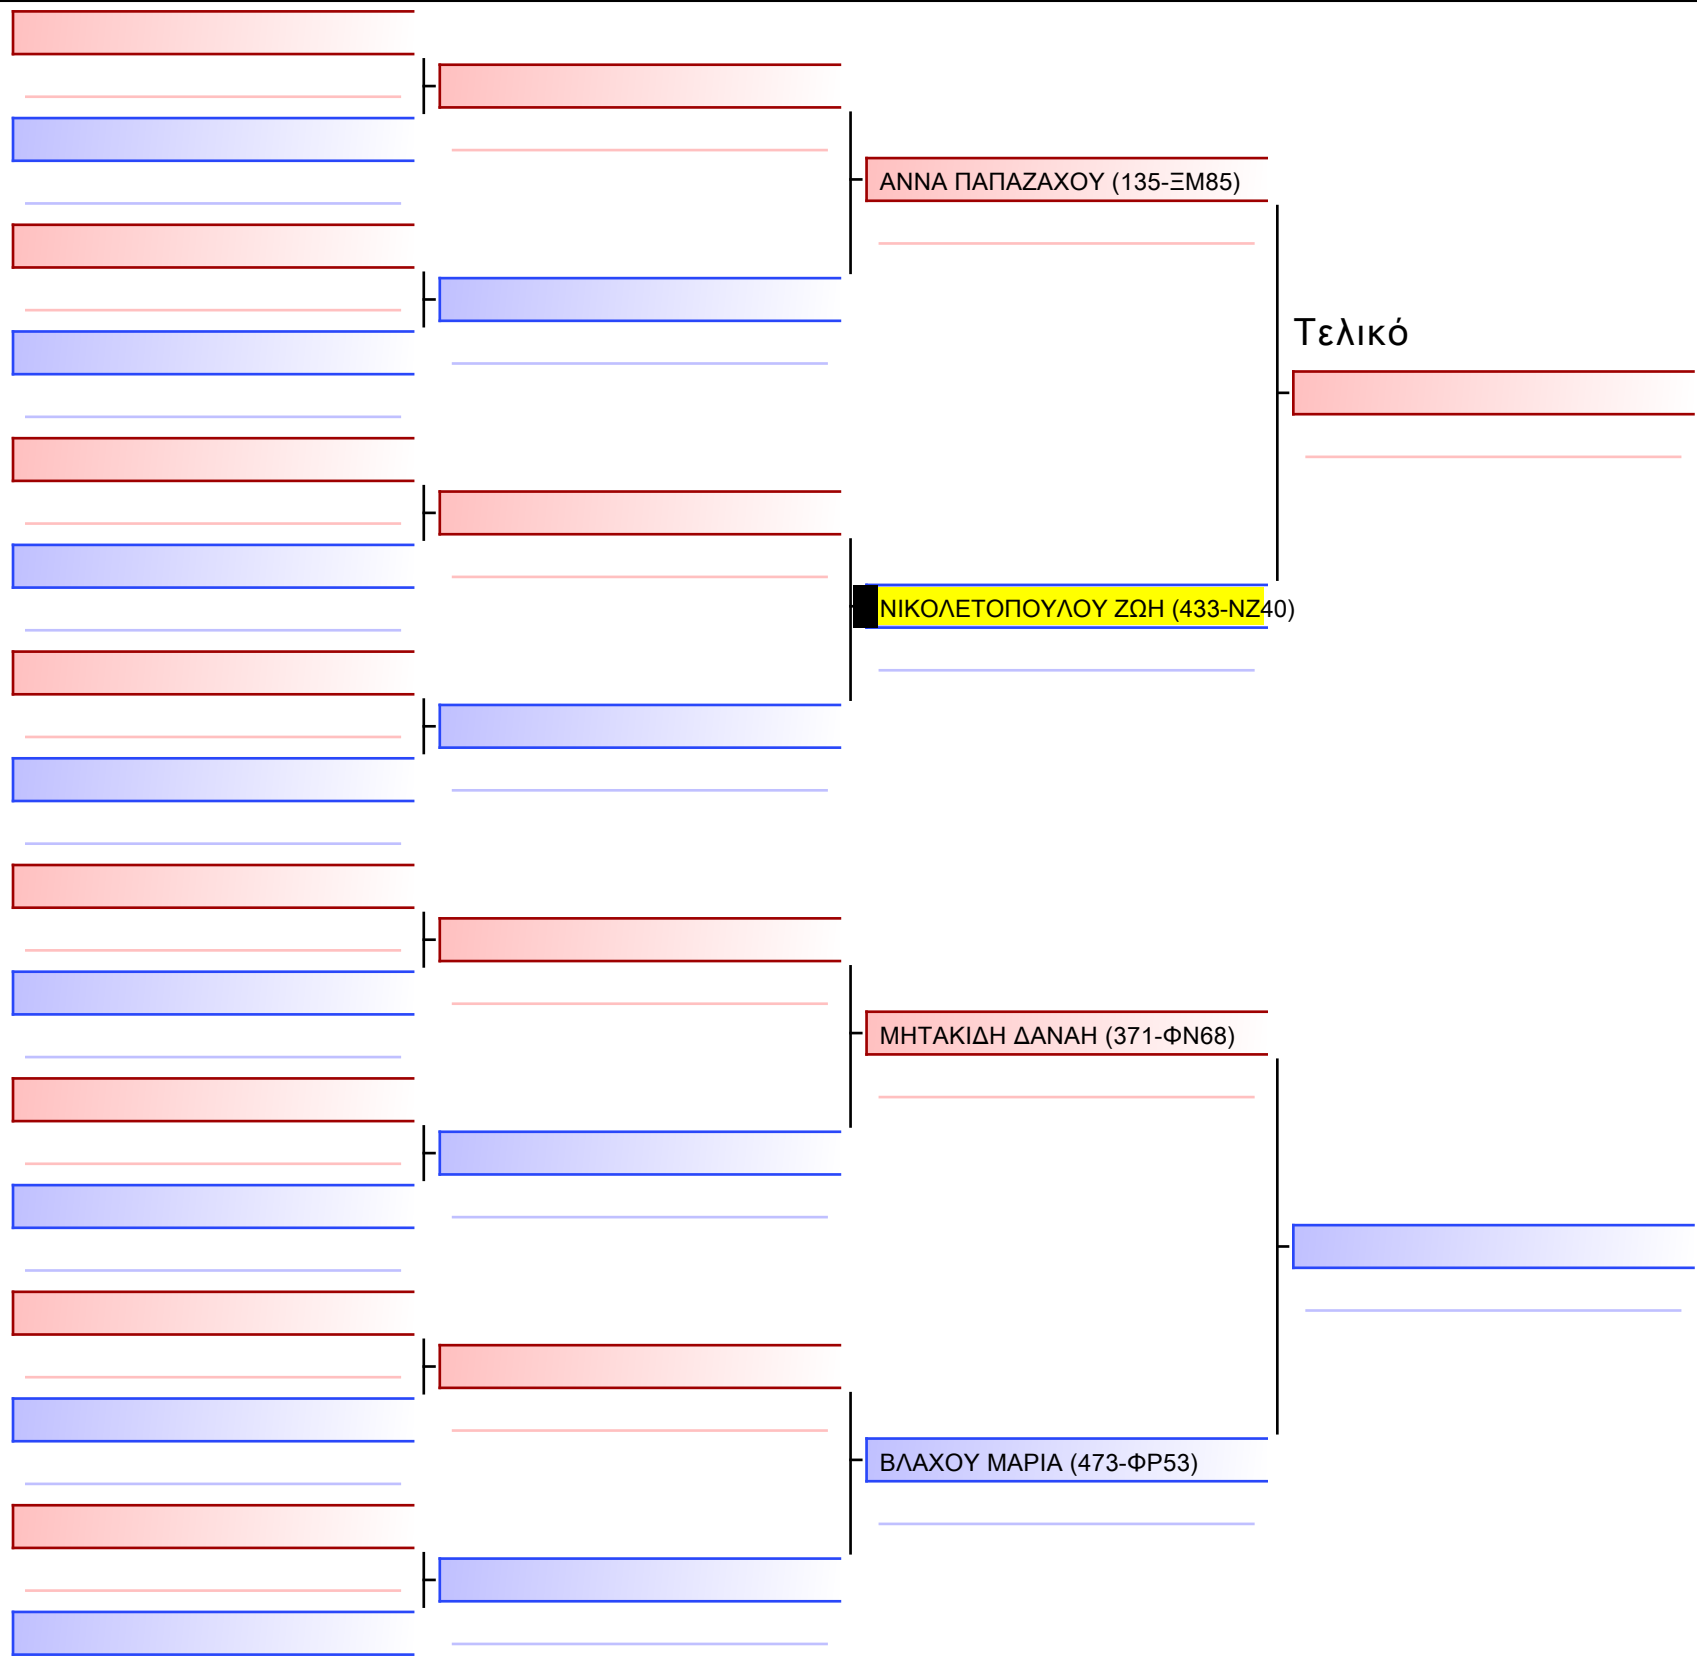 ΑΝΝΑ ΠΑΠΑΖΑΧΟΥ (135-ΞΜ85)
Τελικό
ΝΙΚΟΛΕΤΟΠΟΥΛΟΥ ΖΩΗ (433-ΝΖ40)
ΜΗΤΑΚΙΔΗ ΔΑΝΑΗ (371-ΦΝ68)
ΒΛΑΧΟΥ ΜΑΡΙΑ (473-ΦΡ53)